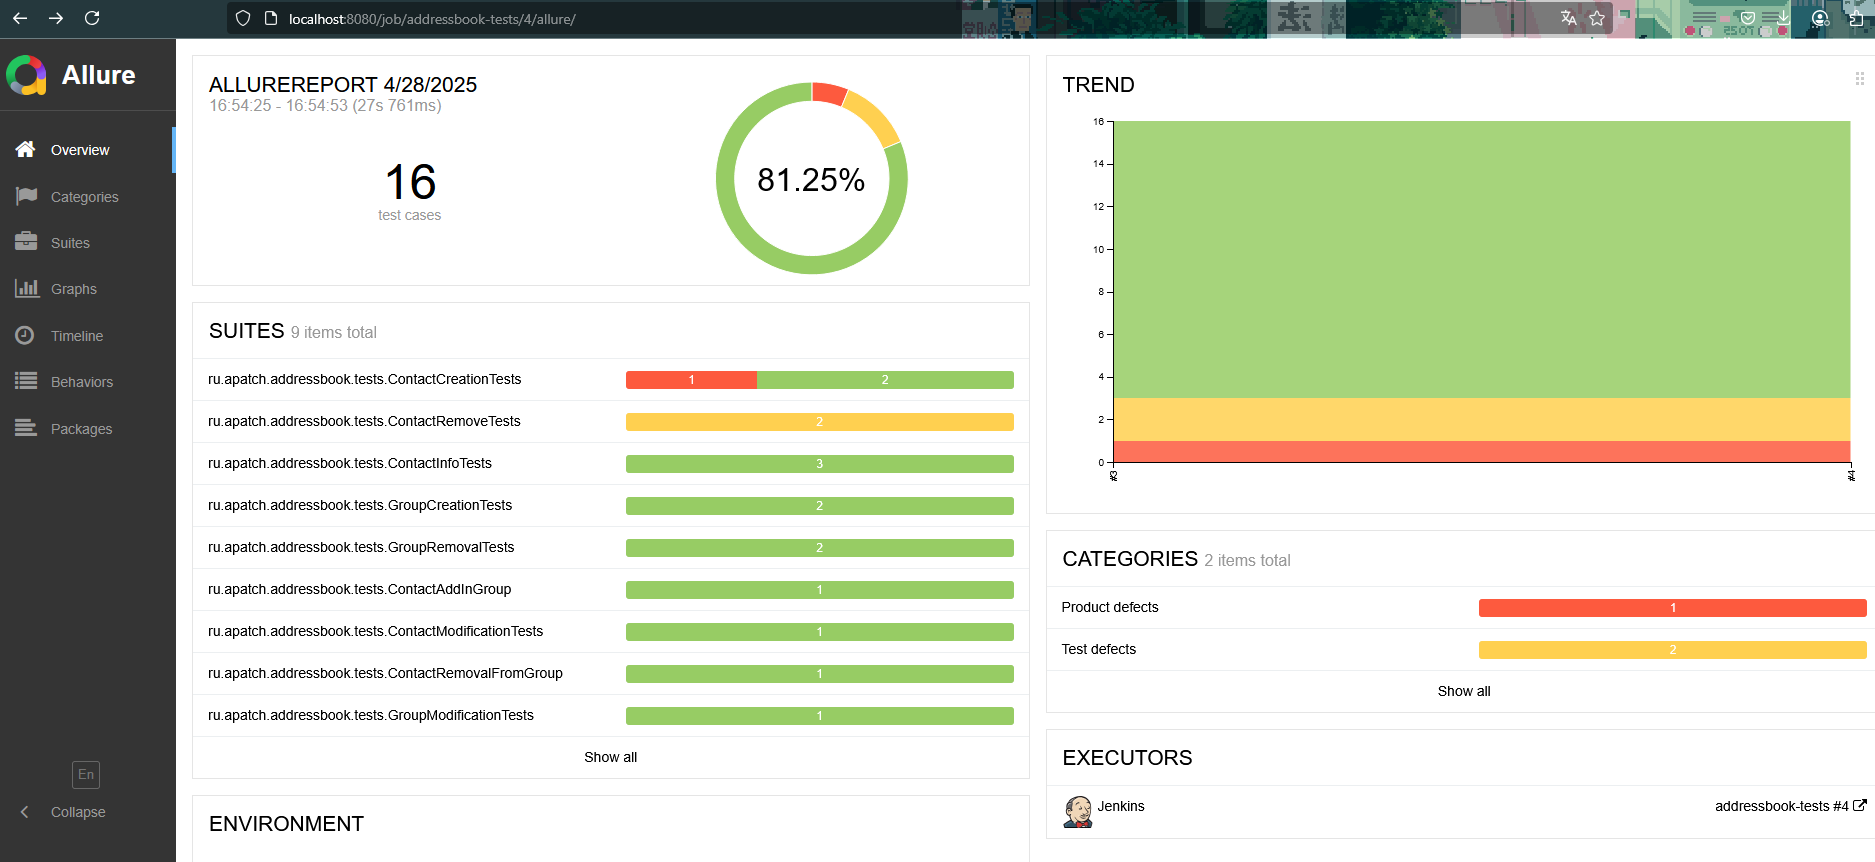 localhost:8080/job/addressbook-tests/4/allure/
Allure
Overview
Categories
Suites
Graphs
Timeline
Behaviors
Packages
En
Collapse
ALLUREREPORT 4/28/2025
16:54:25 - 16:54:53 (27s 761ms)
16
test cases
81.25%
SUITES 9 items total
ru.apatch.addressbook.tests.ContactCreationTests 1 2
ru.apatch.addressbook.tests.ContactRemoveTests 2
ru.apatch.addressbook.tests.ContactInfoTests 3
ru.apatch.addressbook.tests.GroupCreationTests 2
ru.apatch.addressbook.tests.GroupRemovalTests 2
ru.apatch.addressbook.tests.ContactAddInGroup 1
ru.apatch.addressbook.tests.ContactModificationTests 1
ru.apatch.addressbook.tests.ContactRemovalFromGroup 1
ru.apatch.addressbook.tests.GroupModificationTests 1
Show all
ENVIRONMENT
TREND
16
14
12
10
8
6
4
2
0
#3 #4
CATEGORIES 2 items total
Product defects 1
Test defects 2
Show all
EXECUTORS
Jenkins addressbook-tests #4